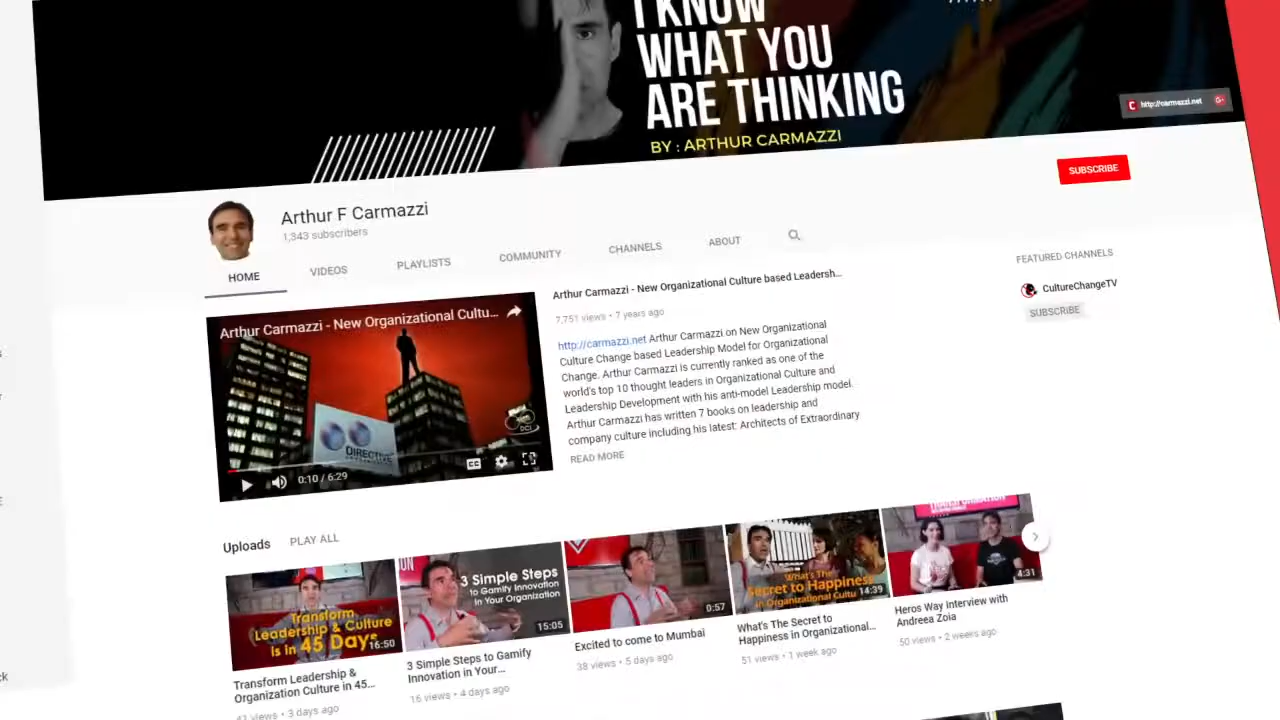 I KNOW
WHAT YOU
ARE THINKING
BY : ARTHUR CARMAZZI
http://carmazzi.net
SUBSCRIBE
Arthur F Carmazzi
1,343 subscribers
HOME
VIDEOS
PLAYLISTS
COMMUNITY
CHANNELS
ABOUT
Arthur Carmazzi - New Organizational Cultu...
DIRECTIVE
DCI
0:10 / 6:29
Arthur Carmazzi - New Organizational Culture based Leadersh...
7,751 views • 7 years ago
http://carmazzi.net Arthur Carmazzi on New Organizational
Culture Change based Leadership Model for Organizational
Change. Arthur Carmazzi is currently ranked as one of the
world's top 10 thought leaders in Organizational Culture and
Leadership Development with his anti-model Leadership model.
Arthur Carmazzi has written 7 books on leadership and
company culture including his latest: Architects of Extraordinary
READ MORE
FEATURED CHANNELS
CultureChangeTV
SUBSCRIBE
Uploads
PLAY ALL
Transform
Leadership & Culture
is in 45 Days
16:50
Transform Leadership &
Organization Culture in 45...
41 views • 3 days ago
3 Simple Steps
to Gamify Innovation
in Your Organization
15:05
3 Simple Steps to Gamify
Innovation in Your...
16 views • 4 days ago
0:57
Excited to come to Mumbai
38 views • 5 days ago
What's The
Secret to Happiness
in Organizational Cultu
14:39
What's The Secret to
Happiness in Organizational...
51 views • 1 week ago
4:31
Heros Way Interview with
Andreea Zoia
50 views • 2 weeks ago